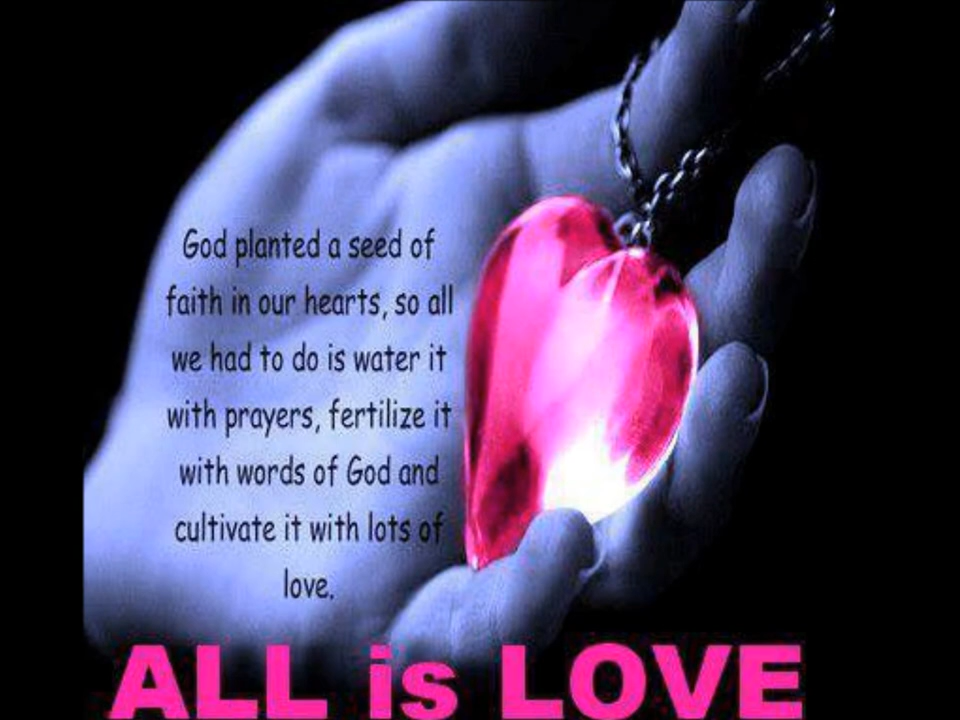 God planted a seed of
faith in our hearts, so all
we had to do is water it
with prayers, fertilize it
with words of God and
cultivate it with lots of
love.
ALL is LOVE